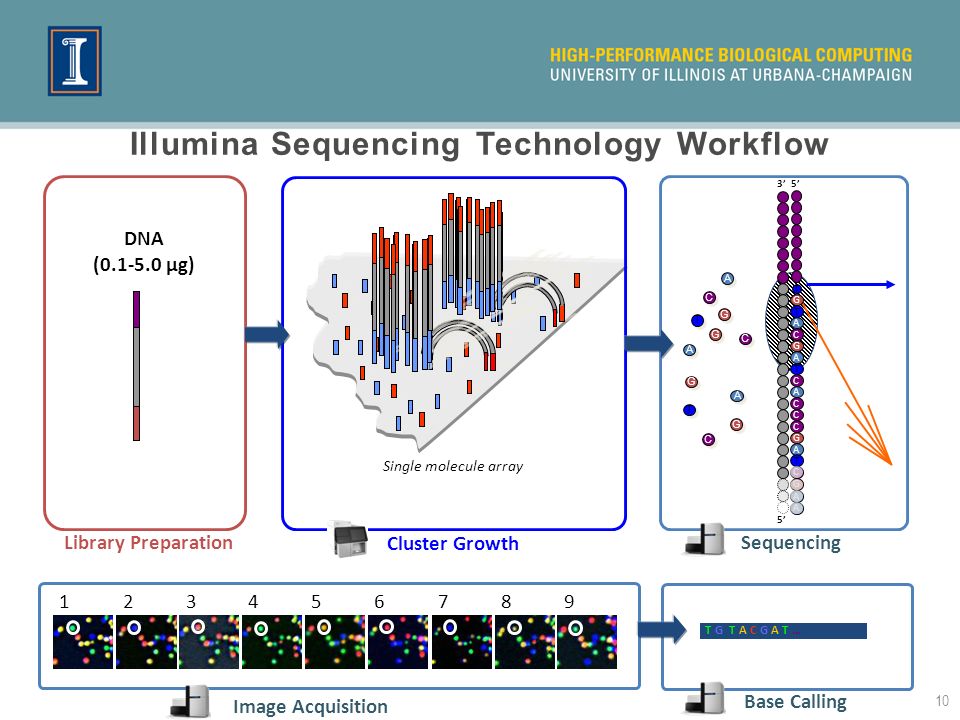 I
HIGH-PERFORMANCE BIOLOGICAL COMPUTING
UNIVERSITY OF ILLINOIS AT URBANA-CHAMPAIGN
Illumina Sequencing Technology Workflow
DNA
(0.1-5.0 µg)
Single molecule array
3’ 5’
A
C
G
G
C
A
G
A
G
C
G
A
C
G
A
C
A
C
C
C
G
A
5’
Library Preparation
Cluster Growth
Sequencing
1 2 3 4 5 6 7 8 9
T G T A C G A T
Image Acquisition
Base Calling
10